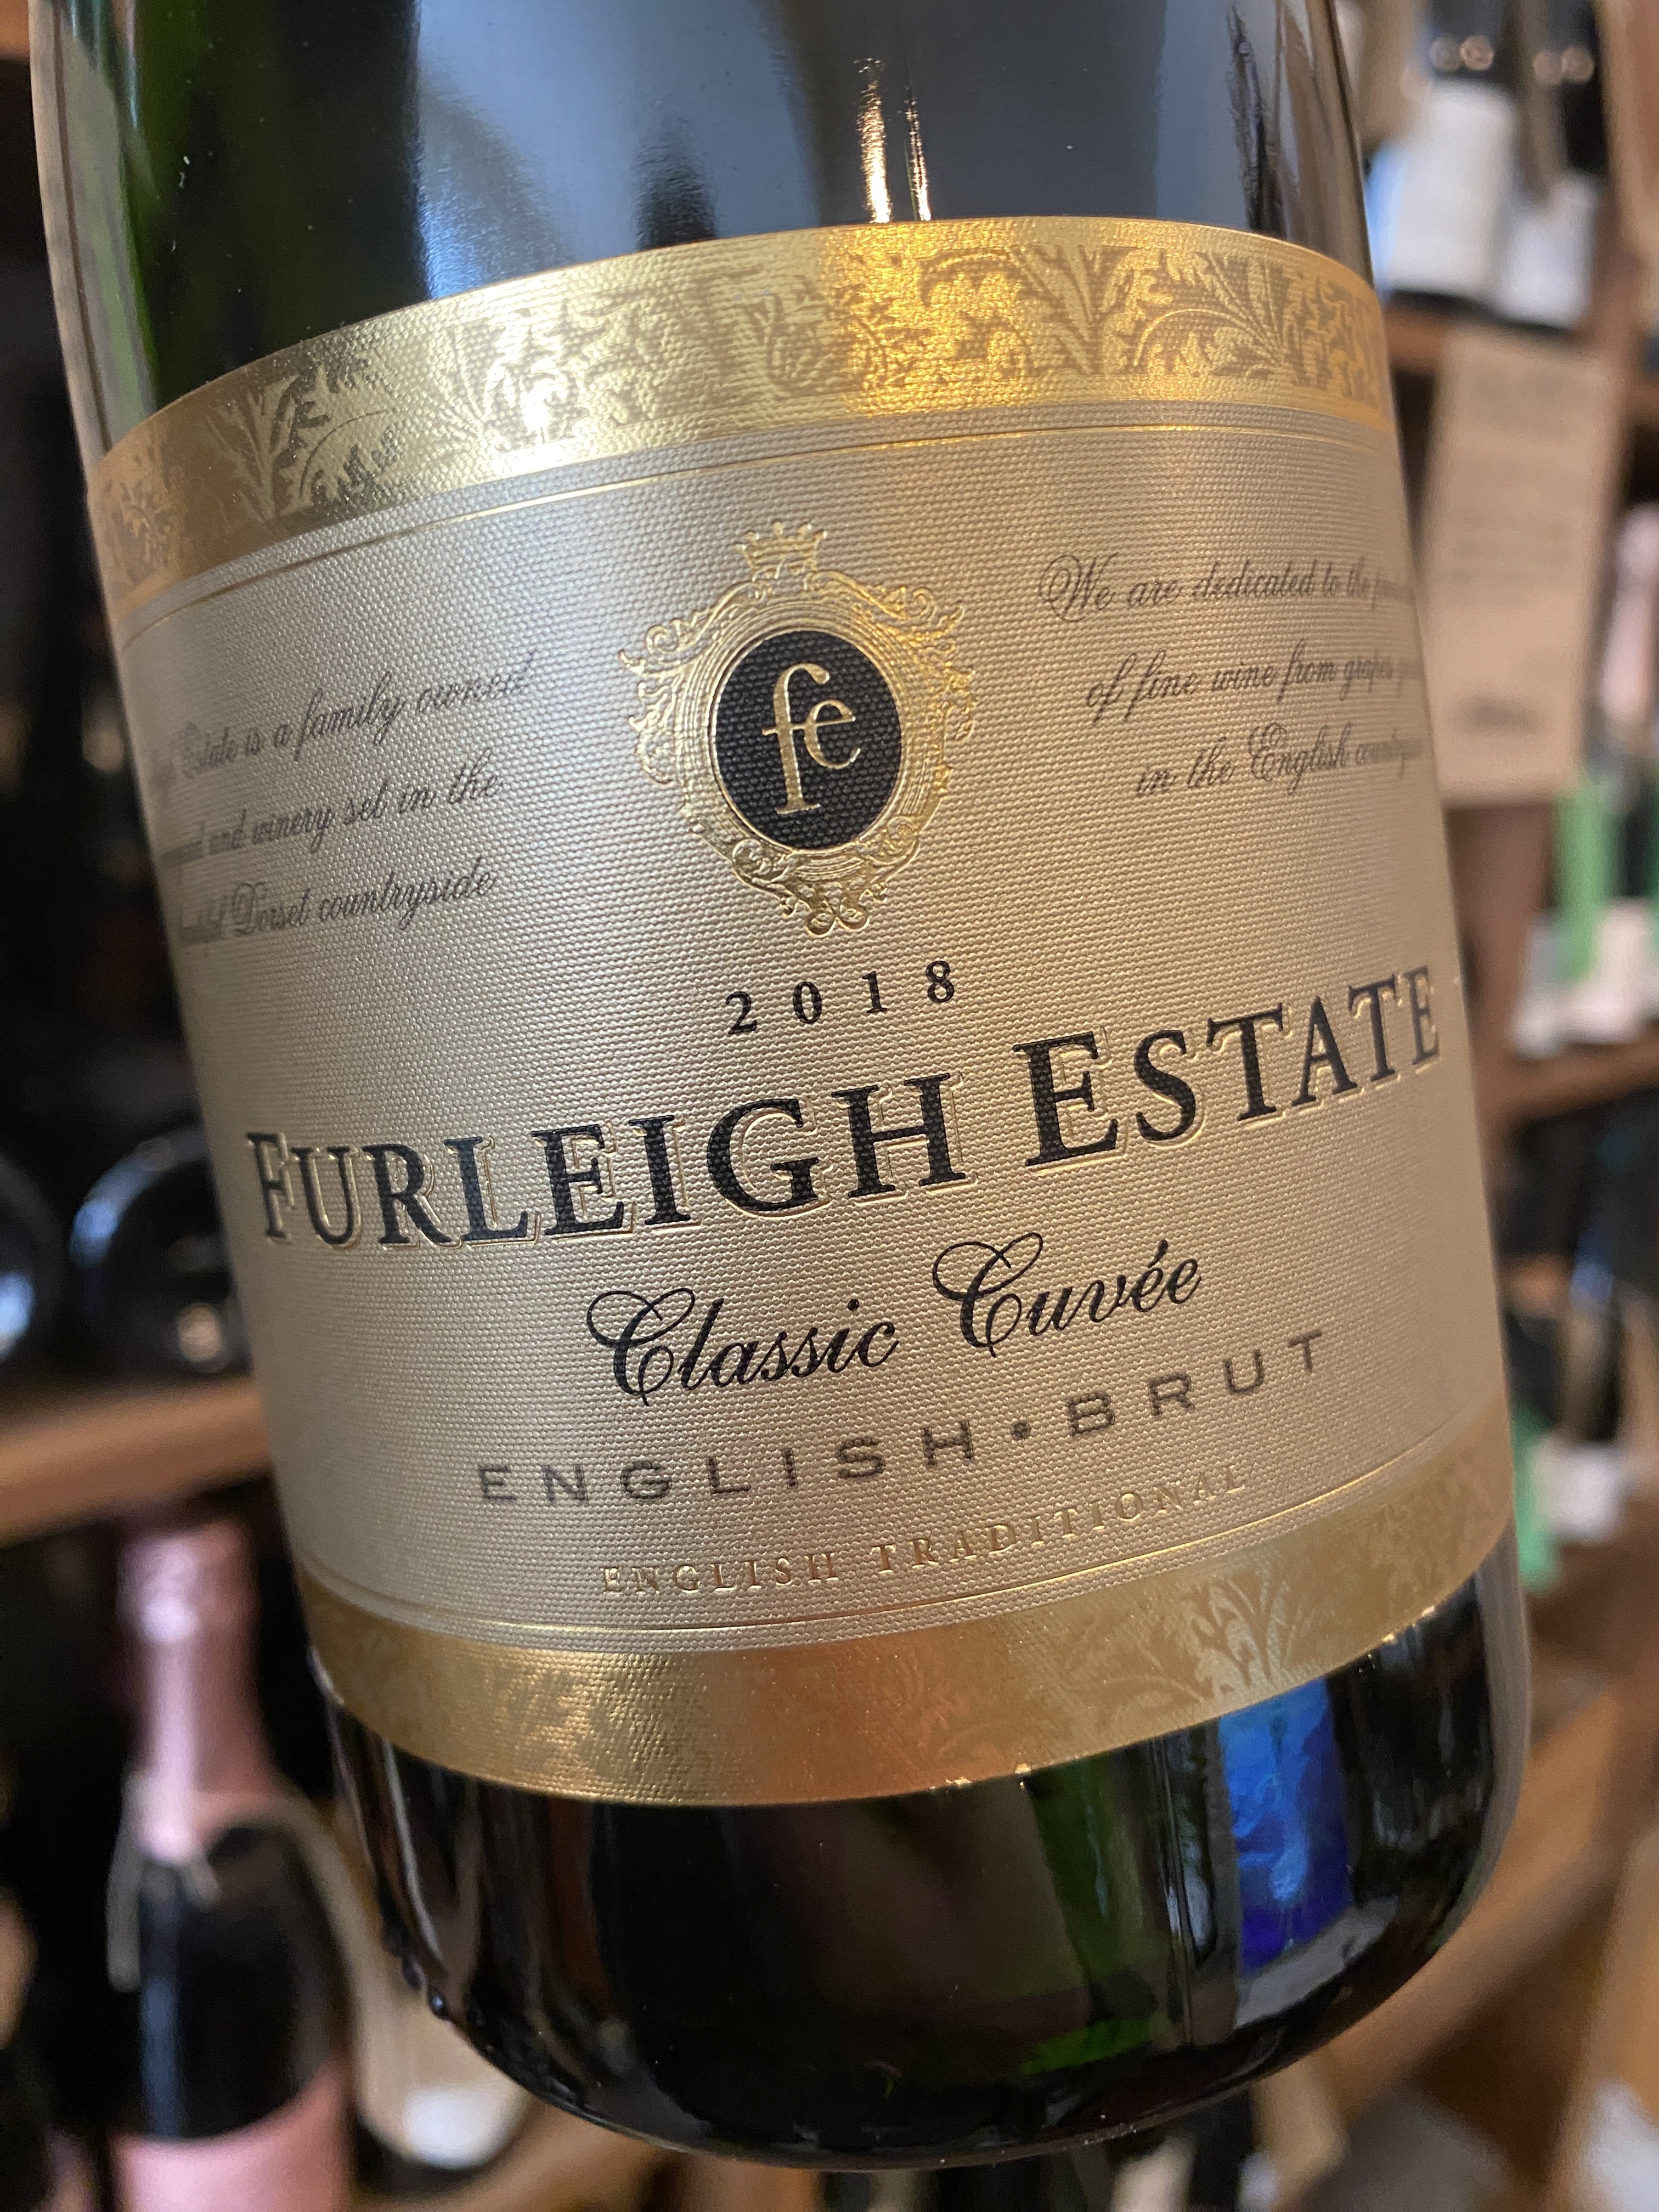 fe
Estate is a family owned
and winery set in the
Dorset countryside
We are dedicated to the
of fine wine from grapes
in the English
2018
FURLEIGH ESTATE
Classic Cuvée
ENGLISH • BRUT
ENGLISH TRADITIONAL